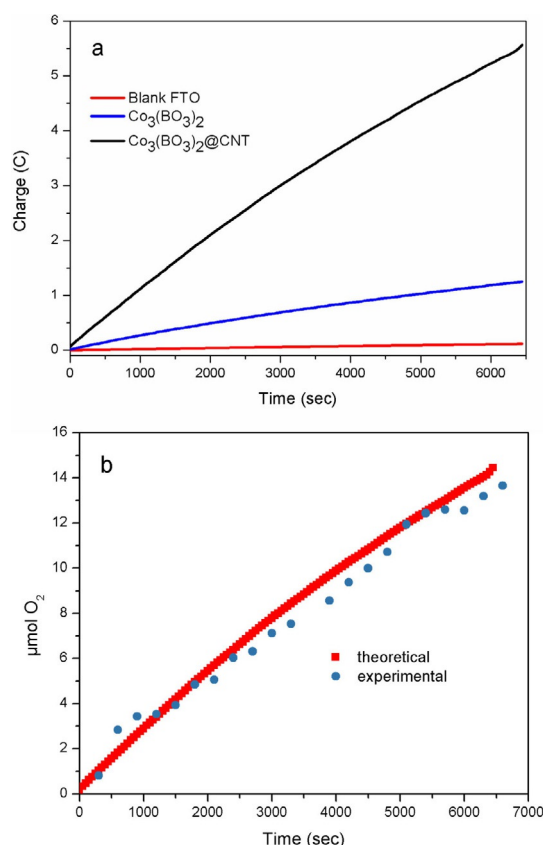 a
6
5
4
3
2
1
0
Charge (C)
Blank FTO
Co3(BO3)2
Co3(BO3)2@CNT
0 1000 2000 3000 4000 5000 6000
Time (sec)
b
16
14
12
10
8
6
4
2
0
µmol O2
theoretical
experimental
0 1000 2000 3000 4000 5000 6000 7000
Time (sec)